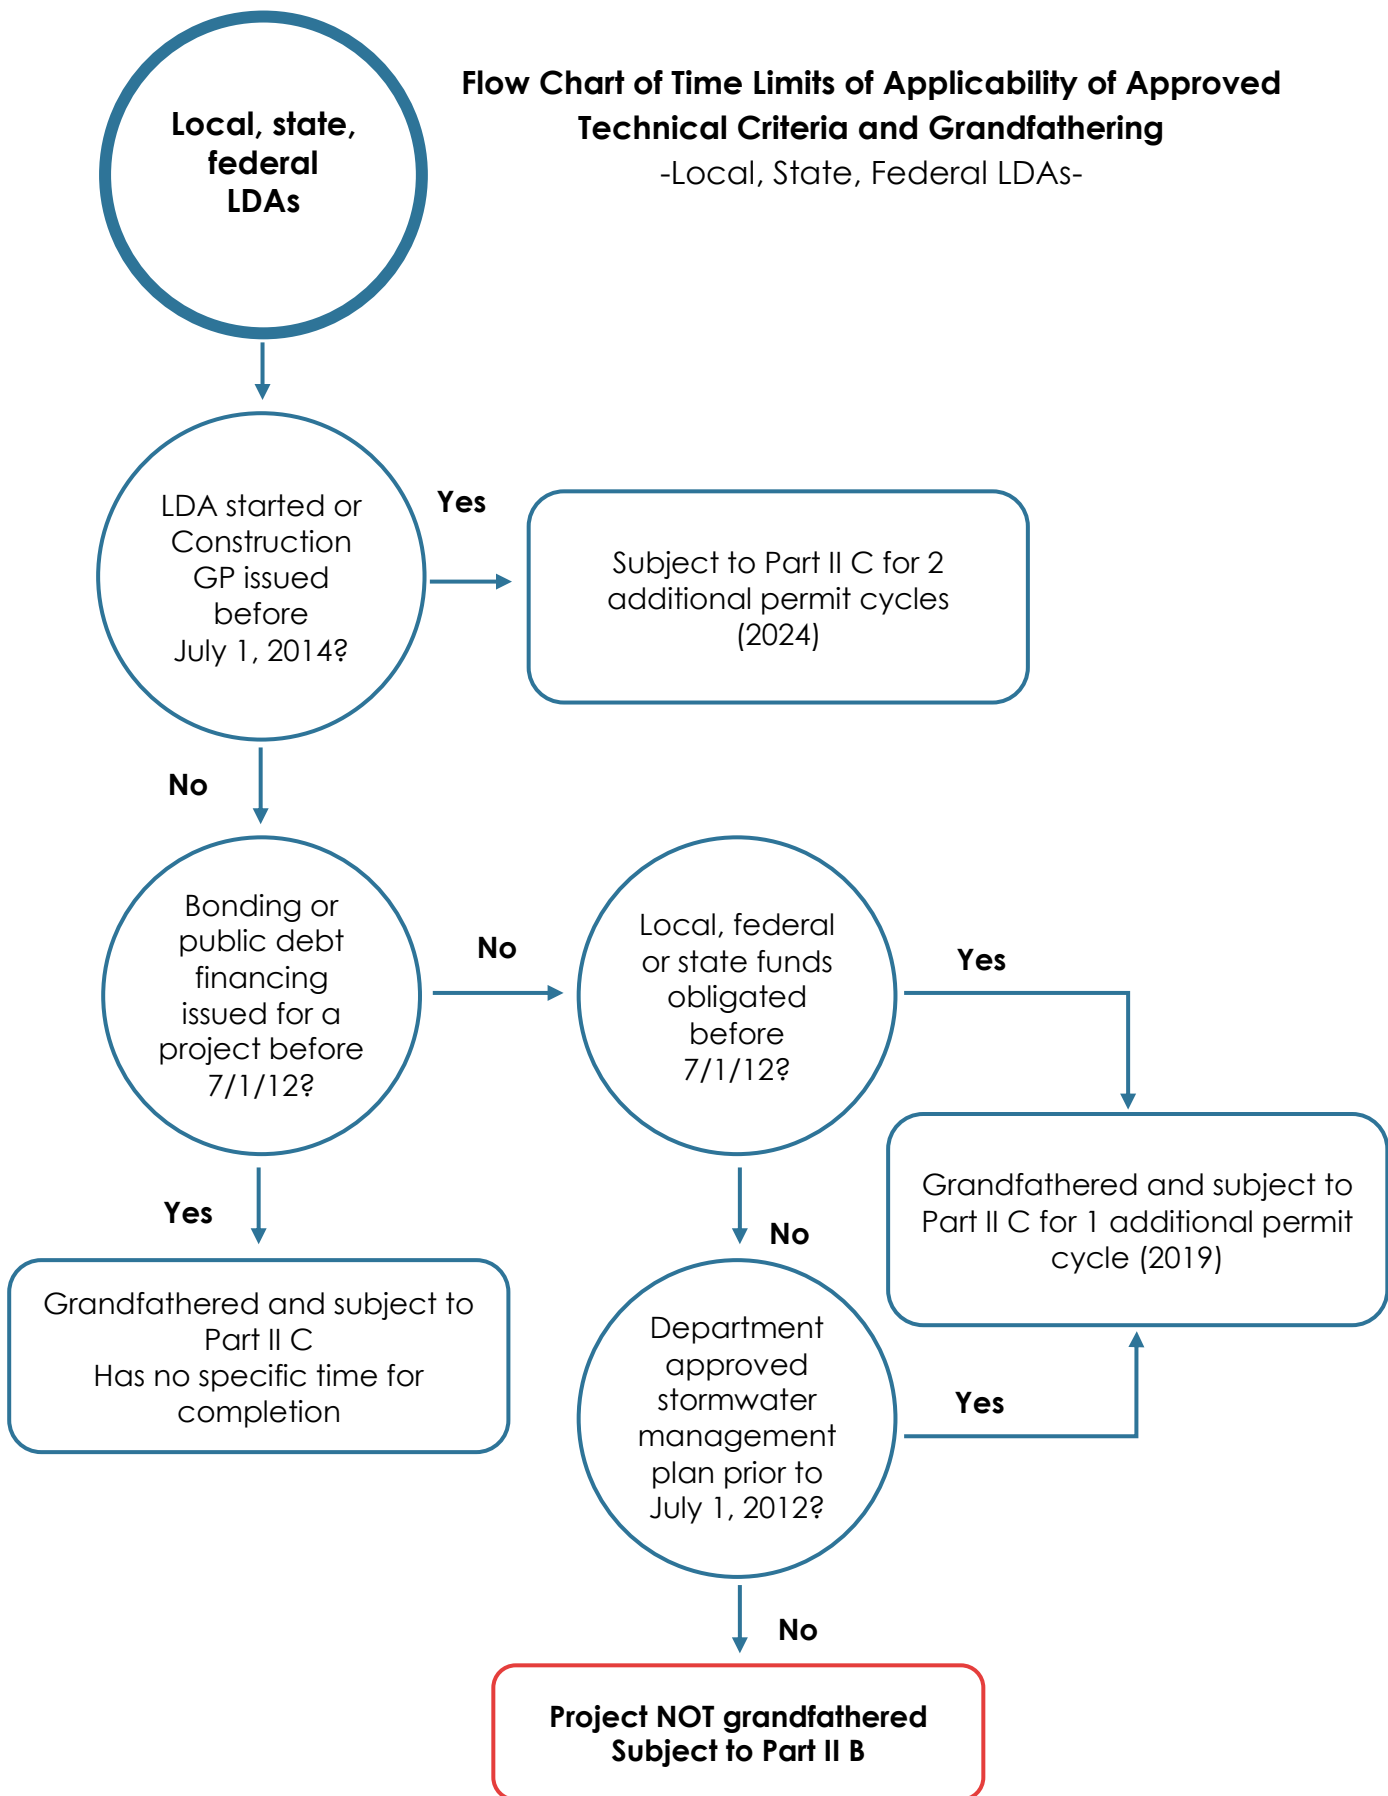 Local, state,
federal
LDAs
Flow Chart of Time Limits of Applicability of Approved
Technical Criteria and Grandfathering
-Local, State, Federal LDAs-
LDA started or
Construction
GP issued
before
July 1, 2014?
Yes
Subject to Part II C for 2
additional permit cycles
(2024)
No
Bonding or
public debt
financing
issued for a
project before
7/1/12?
No
Local, federal
or state funds
obligated
before
7/1/12?
Yes
Grandfathered and subject to
Part II C for 1 additional permit
cycle (2019)
Yes
Grandfathered and subject to
Part II C
Has no specific time for
completion
No
Department
approved
stormwater
management
plan prior to
July 1, 2012?
Yes
No
Project NOT grandfathered
Subject to Part II B